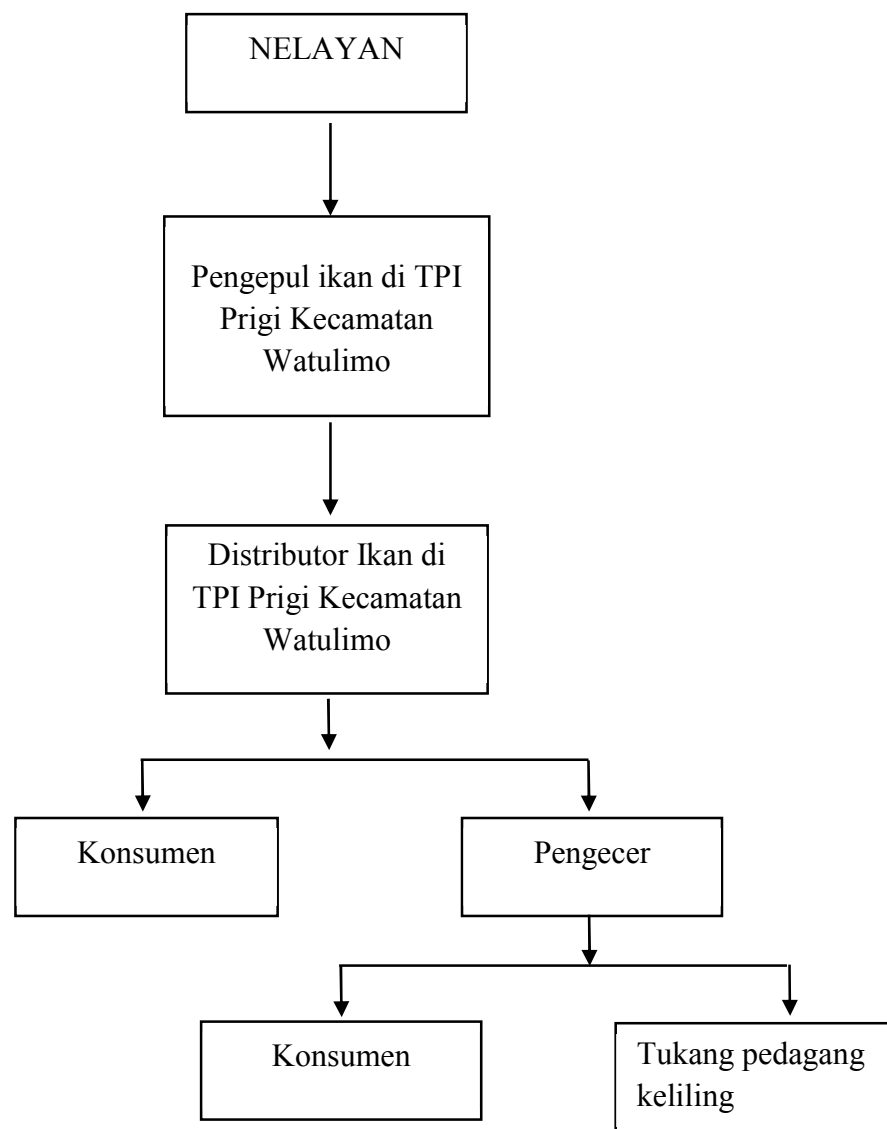 NELAYAN
Pengepul ikan di TPI
Prigi Kecamatan
Watulimo
Distributor Ikan di
TPI Prigi Kecamatan
Watulimo
Konsumen
Pengecer
Konsumen
Tukang pedagang
keliling